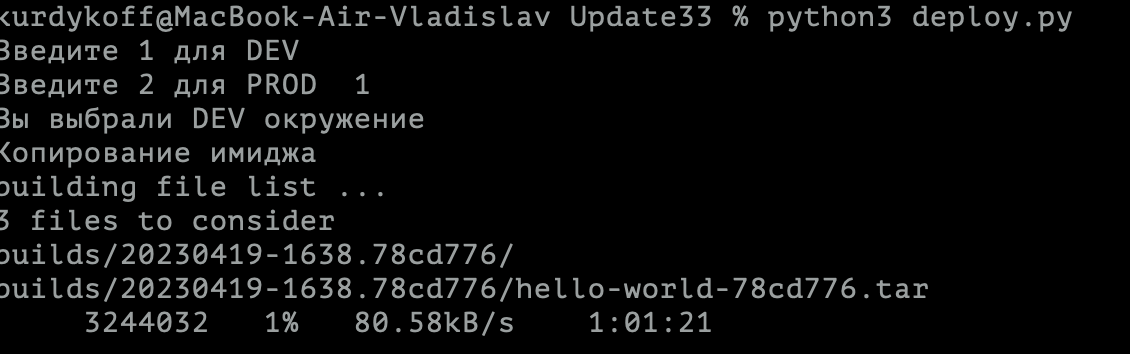 kurdykoff@MacBook-Air-Vladislav Update33 % python3 deploy.py
Введите 1 для DEV
Введите 2 для PROD  1
Вы выбрали DEV окружение
Копирование имиджа
building file list ...
3 files to consider
builds/20230419-1638.78cd776/
builds/20230419-1638.78cd776/hello-world-78cd776.tar
     3244032   1%   80.58kB/s    1:01:21